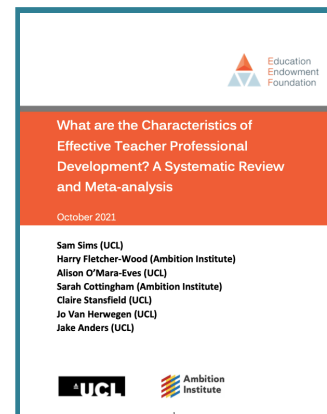 Education
Endowment
Foundation
What are the Characteristics of
Effective Teacher Professional
Development? A Systematic Review
and Meta-analysis
October 2021
Sam Sims (UCL)
Harry Fletcher-Wood (Ambition Institute)
Alison O’Mara-Eves (UCL)
Sarah Cottingham (Ambition Institute)
Claire Stansfield (UCL)
Jo Van Herwegen (UCL)
Jake Anders (UCL)
UCL
Ambition
Institute